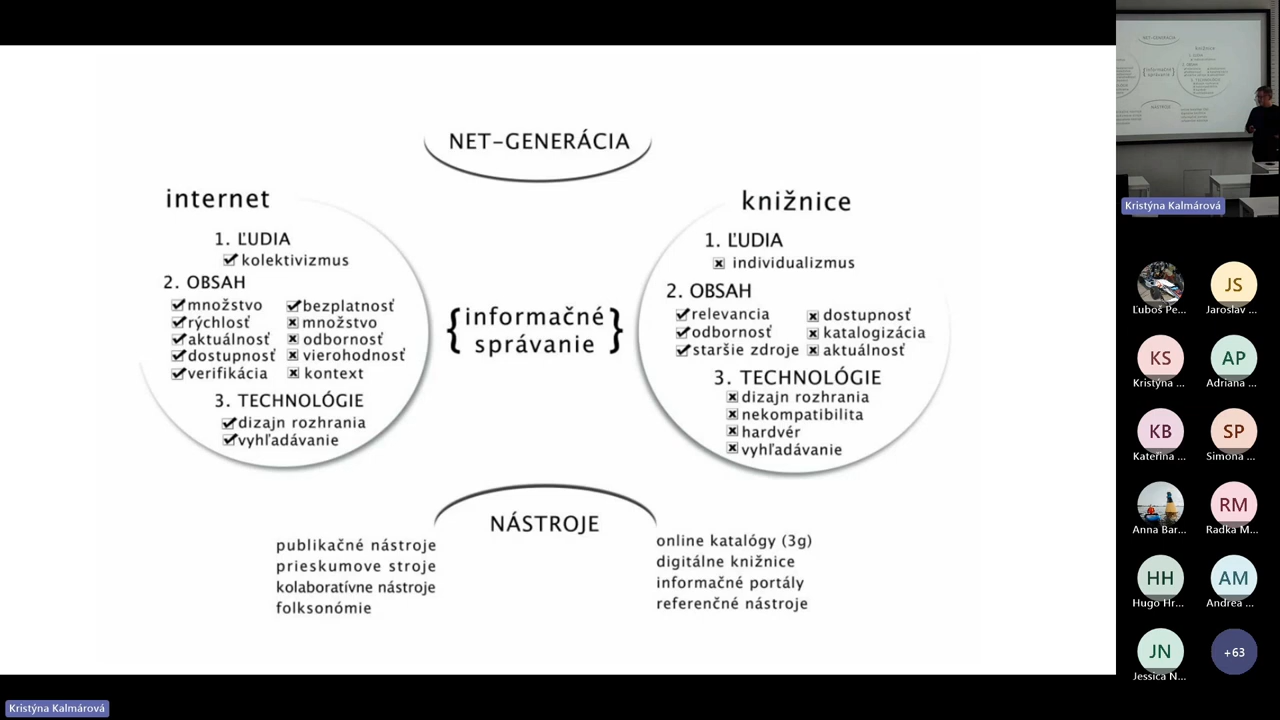 NET-GENERÁCIA
internet
1. ĽUDIA
kolektivizmus
2. OBSAH
množstvo
rýchlosť
aktuálnosť
dostupnosť
verifikácia
bezplatnosť
množstvo
odbornosť
vierohodnosť
kontext
3. TECHNOLÓGIE
dizajn rozhrania
vyhľadávanie
{informačné
správanie}
knižnice
1. ĽUDIA
individualizmus
2. OBSAH
relevancia
odbornosť
staršie zdroje
dostupnosť
katalogizácia
aktuálnosť
3. TECHNOLÓGIE
dizajn rozhrania
nekompatibilita
hardvér
vyhľadávanie
NÁSTROJE
publikačné nástroje
prieskumove stroje
kolaboratívne nástroje
folksonómie
online katalógy (3g)
digitálne knižnice
informačné portály
referenčné nástroje
Kristýna Kalmárová
NET-GENERÁCIA
knižnice
Kristýna Kalmárová
Ľuboš Pe...
JS
Jaroslav ...
KS
Kristýna ...
AP
Adriana ...
KB
Kateřina ...
SP
Simona ...
Anna Bar...
RM
Radka M...
HH
Hugo Hr...
AM
Andrea ...
JN
Jessica N...
+63